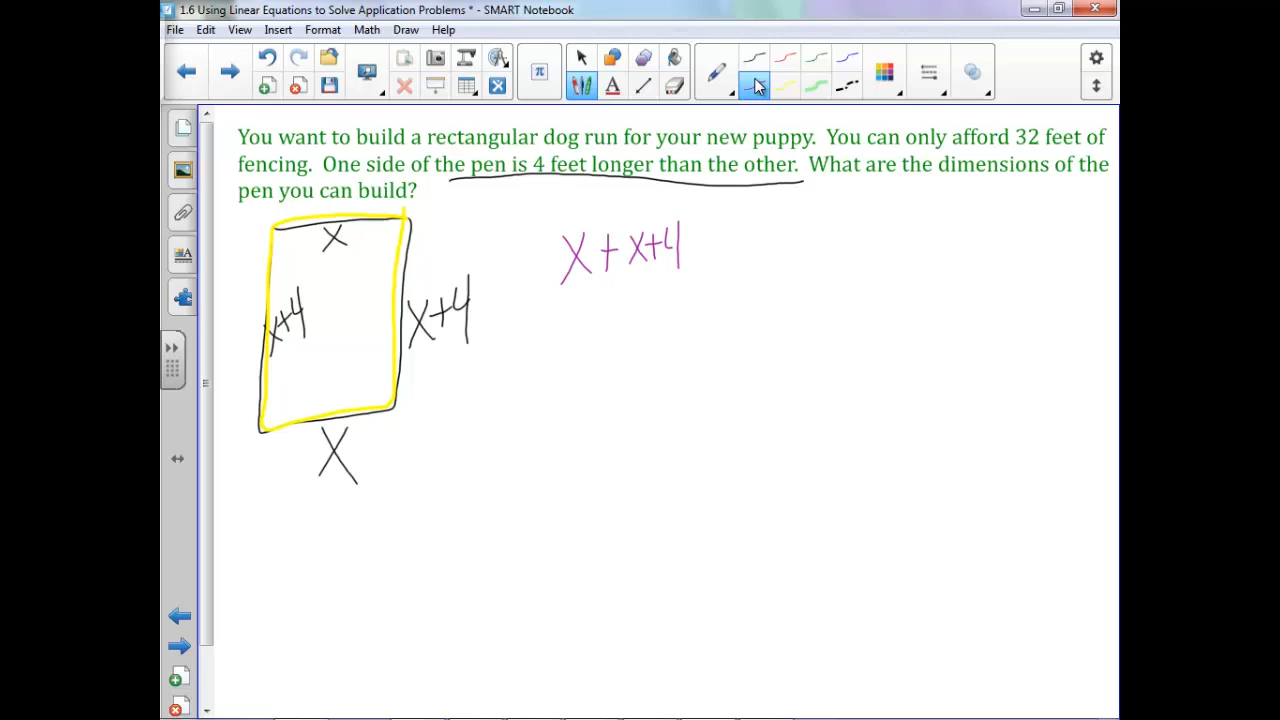 1.6 Using Linear Equations to Solve Application Problems * - SMART Notebook
File Edit View Insert Format Math Draw Help
π
A
You want to build a rectangular dog run for your new puppy. You can only afford 32 feet of
fencing. One side of the pen is 4 feet longer than the other. What are the dimensions of the
pen you can build?
x
x + x+4
x+4
x+4
x